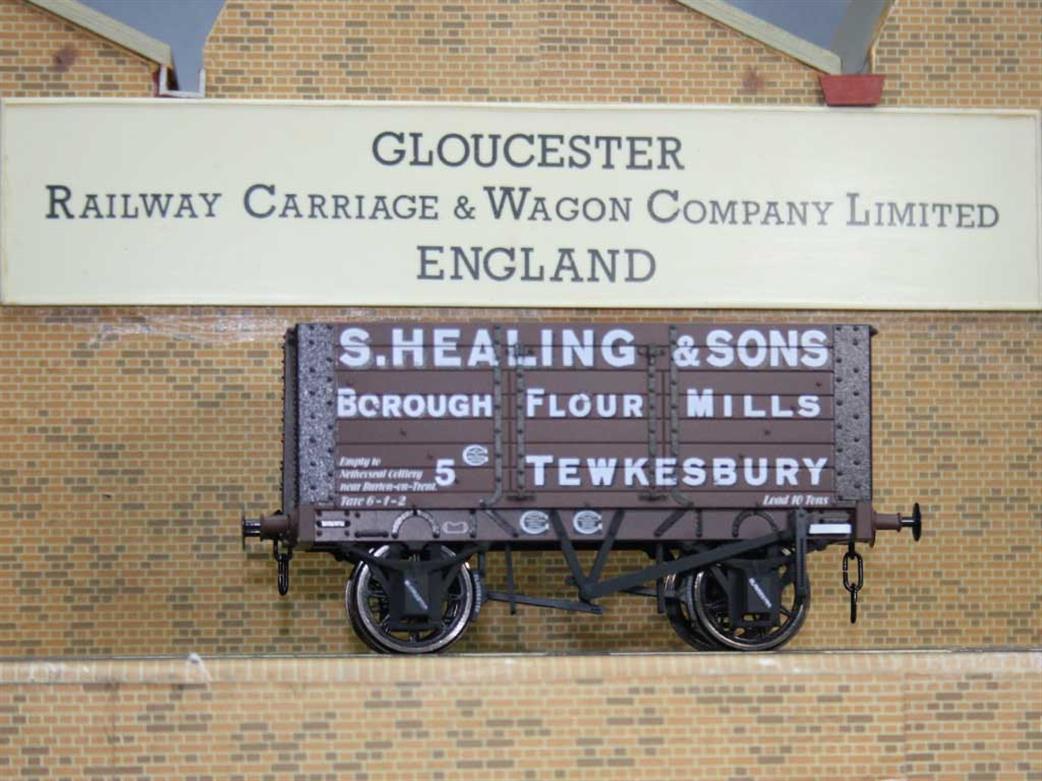 GLOUCESTER
RAILWAY CARRIAGE & WAGON COMPANY LIMITED
ENGLAND
S.HEALING & SONS
BOROUGH FLOUR MILLS
5 TEWKESBURY
Empty to
Netherseal Colliery
near Burton-on-Trent.
Tare 6-1-2
Load 10 Tons